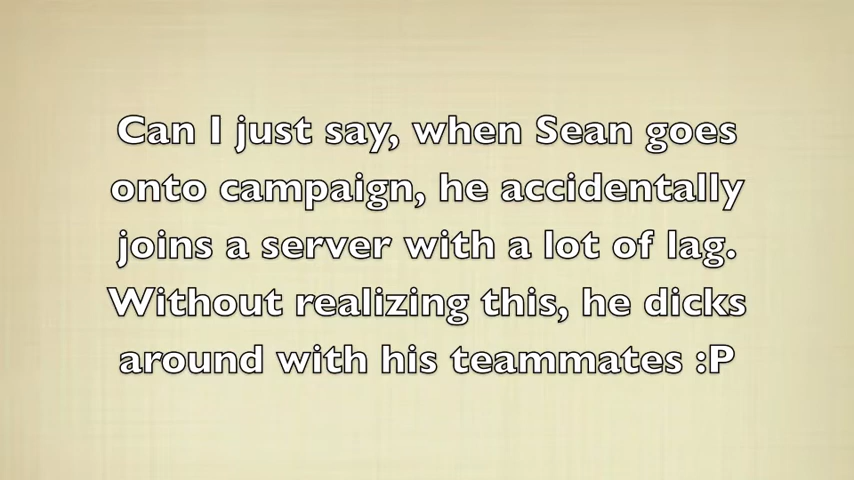 Can I just say, when Sean goes
onto campaign, he accidentally
joins a server with a lot of lag.
Without realizing this, he dicks
around with his teammates :P